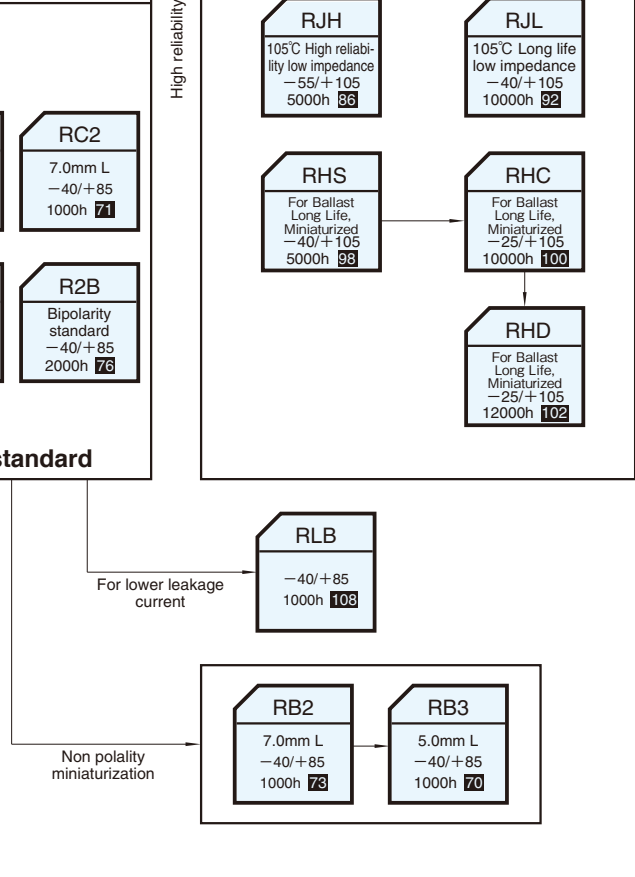 High reliability
RJH
105℃ High reliabi-
lity low impedance
−55/+105
5000h 86
RJL
105℃ Long life
low impedance
−40/+105
10000h 92
RC2
7.0mm L
−40/+85
1000h 71
RHS
For Ballast
Long Life,
Miniaturized
−40/+105
5000h 98
RHC
For Ballast
Long Life,
Miniaturized
−25/+105
10000h 100
R2B
Bipolarity
standard
−40/+85
2000h 76
RHD
For Ballast
Long Life,
Miniaturized
−25/+105
12000h 102
standard
RLB
−40/+85
1000h 108
For lower leakage
current
RB2
7.0mm L
−40/+85
1000h 73
RB3
5.0mm L
−40/+85
1000h 70
Non polality
miniaturization